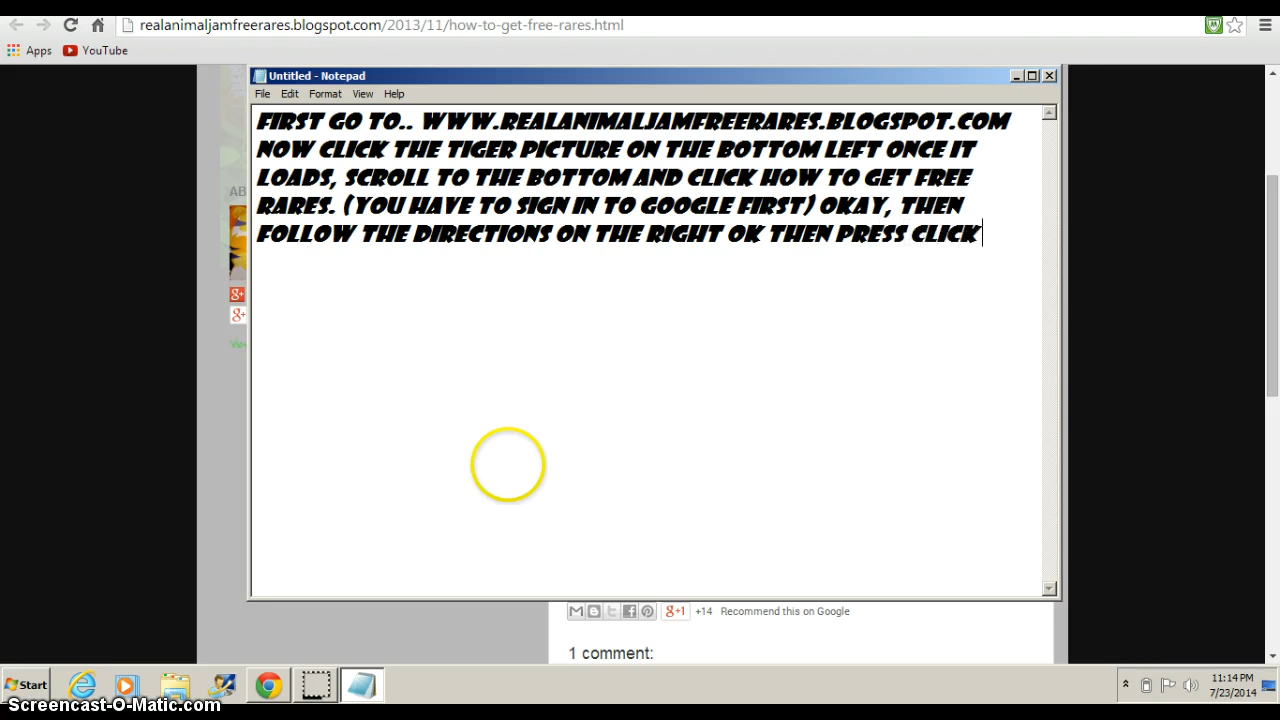 realanimaljamfreerares.blogspot.com/2013/11/how-to-get-free-rares.html
Apps YouTube
Untitled - Notepad
File Edit Format View Help
FIRST GO TO.. WWW.REALANIMALJAMFREERARES.BLOGSPOT.COM
NOW CLICK THE TIGER PICTURE ON THE BOTTOM LEFT ONCE IT
LOADS, SCROLL TO THE BOTTOM AND CLICK HOW TO GET FREE
RARES. (YOU HAVE TO SIGN IN TO GOOGLE FIRST) OKAY, THEN
FOLLOW THE DIRECTIONS ON THE RIGHT OK THEN PRESS CLICK
AB
g+
g+
g+1 +14 Recommend this on Google
1 comment:
Start
11:14 PM
7/23/2014
Screencast-O-Matic.com